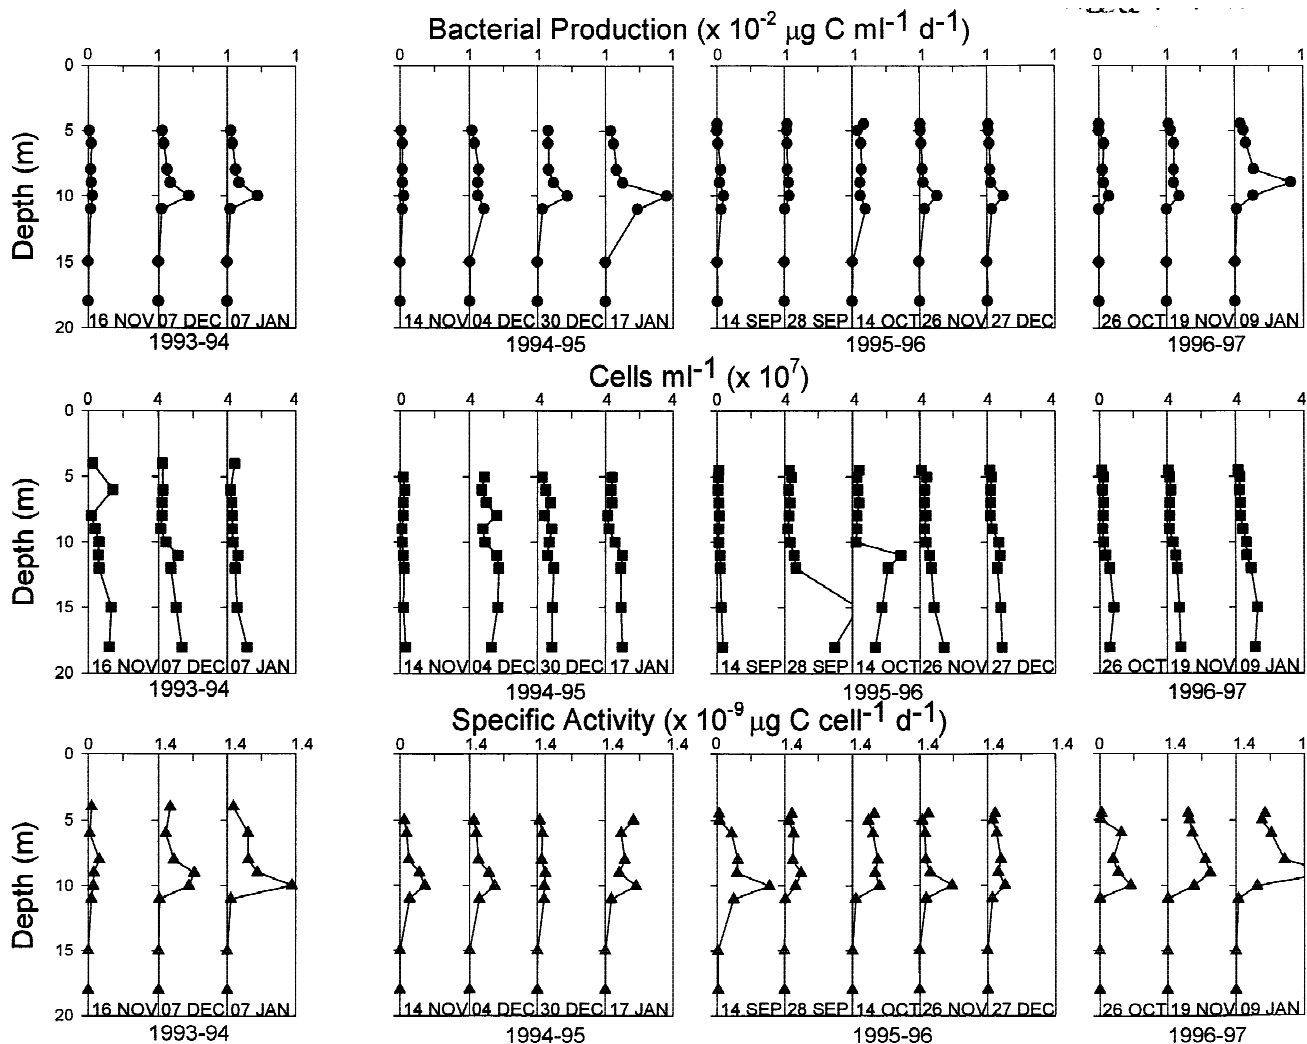 Bacterial Production (x 10⁻² µg C ml⁻¹ d⁻¹)
0 1 1 1 0 1 1 1 1 0 1 1 1 1 1 0 1 1 1
0
5
10
15
20
Depth (m)
16 NOV 07 DEC 07 JAN 14 NOV 04 DEC 30 DEC 17 JAN 14 SEP 28 SEP 14 OCT 26 NOV 27 DEC 26 OCT 19 NOV 09 JAN
1993-94 1994-95 1995-96 1996-97
Cells ml⁻¹ (x 10⁷)
0 4 4 4 0 4 4 4 4 0 4 4 4 4 4 0 4 4 4
0
5
10
15
20
Depth (m)
16 NOV 07 DEC 07 JAN 14 NOV 04 DEC 30 DEC 17 JAN 14 SEP 28 SEP 14 OCT 26 NOV 27 DEC 26 OCT 19 NOV 09 JAN
1993-94 1994-95 1995-96 1996-97
Specific Activity (x 10⁻⁹ µg C cell⁻¹ d⁻¹)
0 1.4 1.4 1.4 0 1.4 1.4 1.4 1.4 0 1.4 1.4 1.4 1.4 1.4 0 1.4 1.4 1
0
5
10
15
20
Depth (m)
16 NOV 07 DEC 07 JAN 14 NOV 04 DEC 30 DEC 17 JAN 14 SEP 28 SEP 14 OCT 26 NOV 27 DEC 26 OCT 19 NOV 09 JAN
1993-94 1994-95 1995-96 1996-97